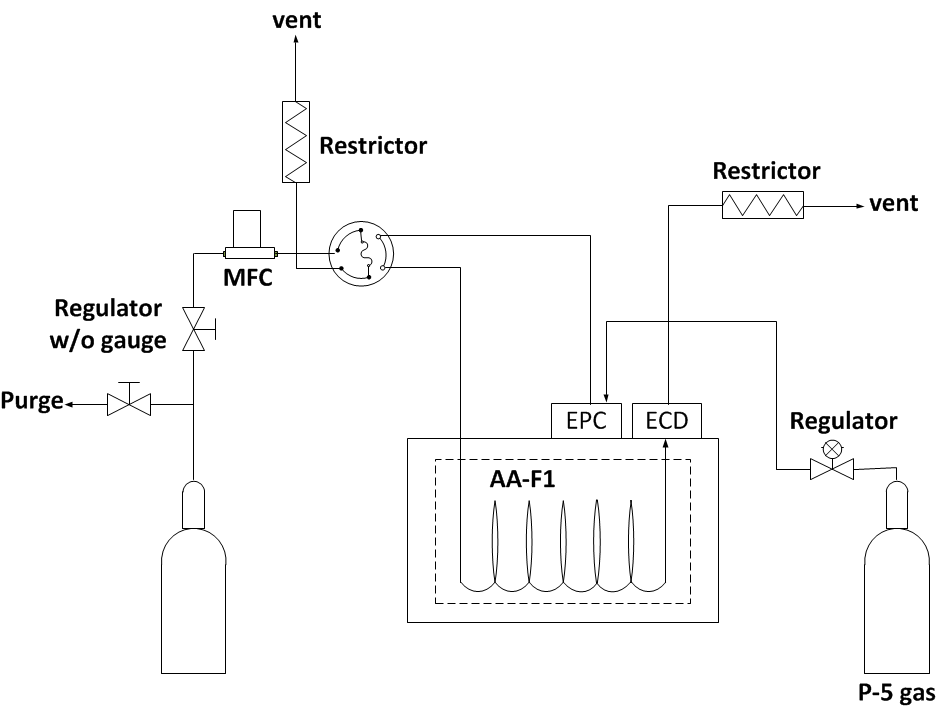 vent
Restrictor
Restrictor
vent
MFC
Regulator
w/o gauge
Purge
EPC
ECD
Regulator
AA-F1
P-5 gas